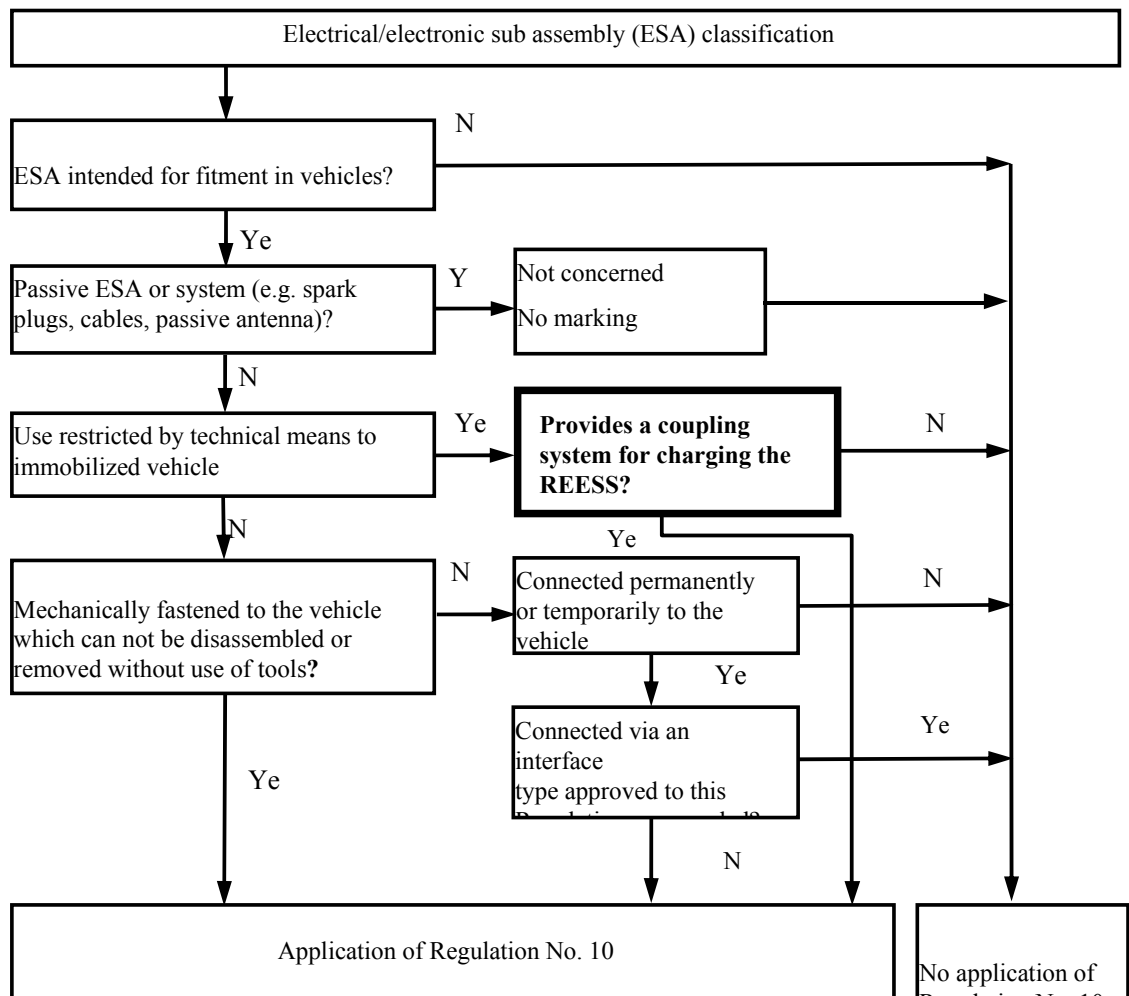 Electrical/electronic sub assembly (ESA) classification
N
ESA intended for fitment in vehicles?
Ye
Passive ESA or system (e.g. spark
plugs, cables, passive antenna)?
Y
Not concerned
No marking
N
Use restricted by technical means to
immobilized vehicle
Ye
Provides a coupling
system for charging the
REESS?
N
N
Ye
Mechanically fastened to the vehicle
which can not be disassembled or
removed without use of tools?
N
Connected permanently
or temporarily to the
vehicle
N
Ye
Connected via an
interface
type approved to this
Ye
Ye
N
Application of Regulation No. 10
No application of